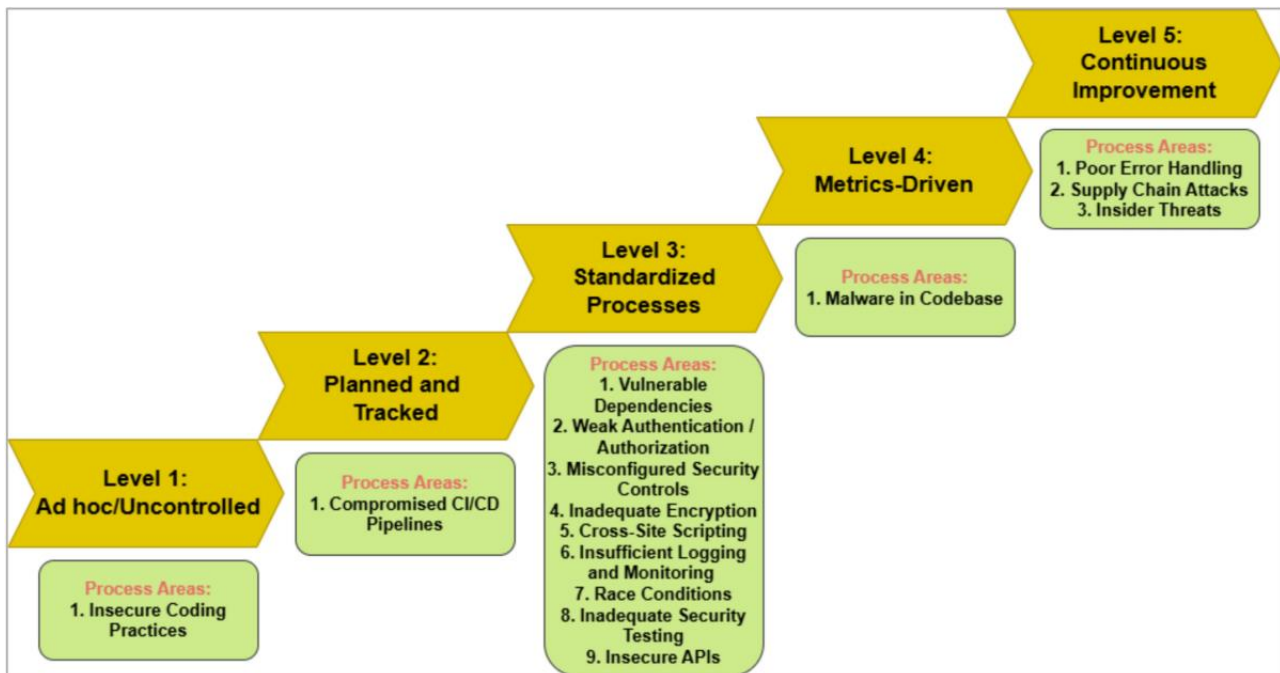 Level 1:
Ad hoc/Uncontrolled
Process Areas:
1. Insecure Coding
Practices
Level 2:
Planned and
Tracked
Process Areas:
1. Compromised CI/CD
Pipelines
Level 3:
Standardized
Processes
Process Areas:
1. Vulnerable
Dependencies
2. Weak Authentication /
Authorization
3. Misconfigured Security
Controls
4. Inadequate Encryption
5. Cross-Site Scripting
6. Insufficient Logging
and Monitoring
7. Race Conditions
8. Inadequate Security
Testing
9. Insecure APIs
Level 4:
Metrics-Driven
Process Areas:
1. Malware in Codebase
Level 5:
Continuous
Improvement
Process Areas:
1. Poor Error Handling
2. Supply Chain Attacks
3. Insider Threats